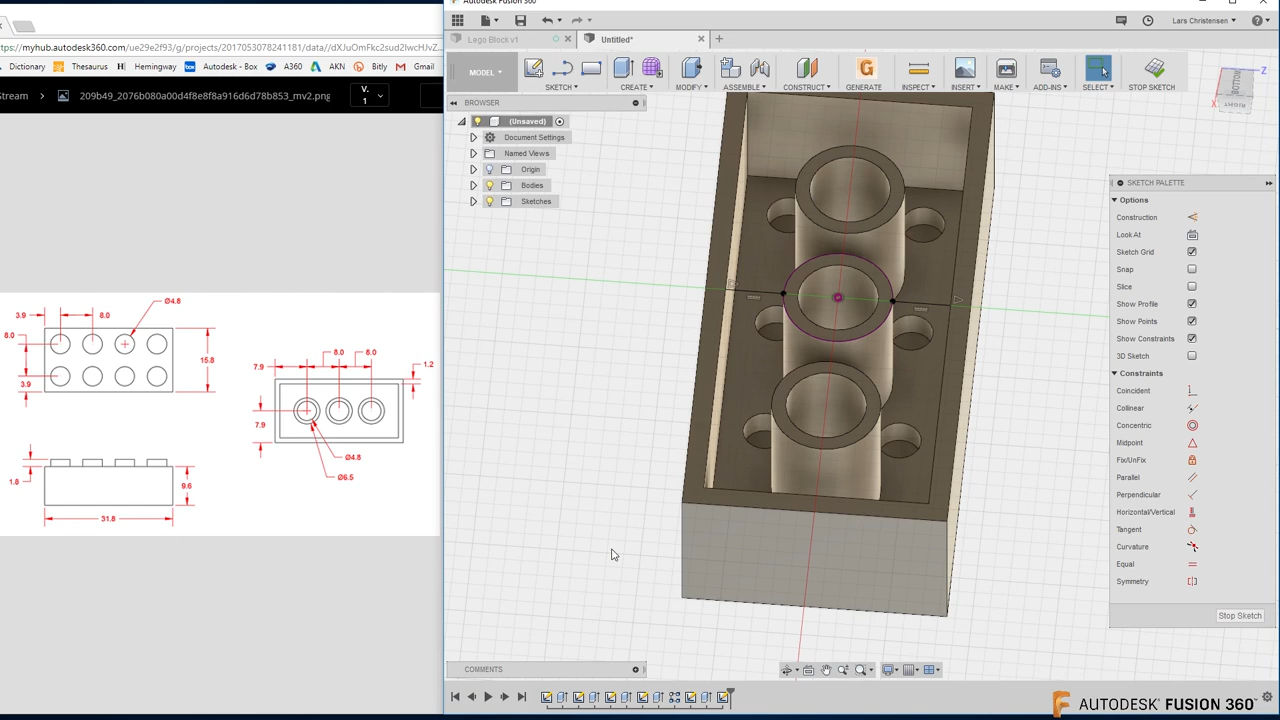 Autodesk Fusion 360
Lars Christensen
ttps://myhub.autodesk360.com/ue29e2f93/g/projects/2017053078241181/data//dXJuOmFkc2sud2lwcHJvZ...
Lego Block v1
Untitled*
Dictionary Thesaurus Hemingway Autodesk - Box A360 AKN Bitly Gmail
MODEL
SKETCH CREATE MODIFY ASSEMBLE CONSTRUCT GENERATE INSPECT INSERT MAKE ADD-INS SELECT STOP SKETCH
Stream 209b49_2076b080a00d4f8e8f8a916d6d78b853_mv2.png V. 1
BROWSER
(Unsaved)
Document Settings
Named Views
Origin
Bodies
Sketches
Z
X
BOTTOM
RIGHT
SKETCH PALETTE
Options
Construction
Look At
Sketch Grid
Snap
Slice
Show Profile
Show Points
Show Constraints
3D Sketch
Constraints
Coincident
Collinear
Concentric
Midpoint
Fix/UnFix
Parallel
Perpendicular
Horizontal/Vertical
Tangent
Curvature
Equal
Symmetry
Stop Sketch
3.9 8.0 Ø4.8
8.0
3.9
15.8
1.8
9.6
31.8
7.9 8.0 8.0 1.2
7.9
Ø4.8
Ø6.5
COMMENTS
AUTODESK® FUSION 360™